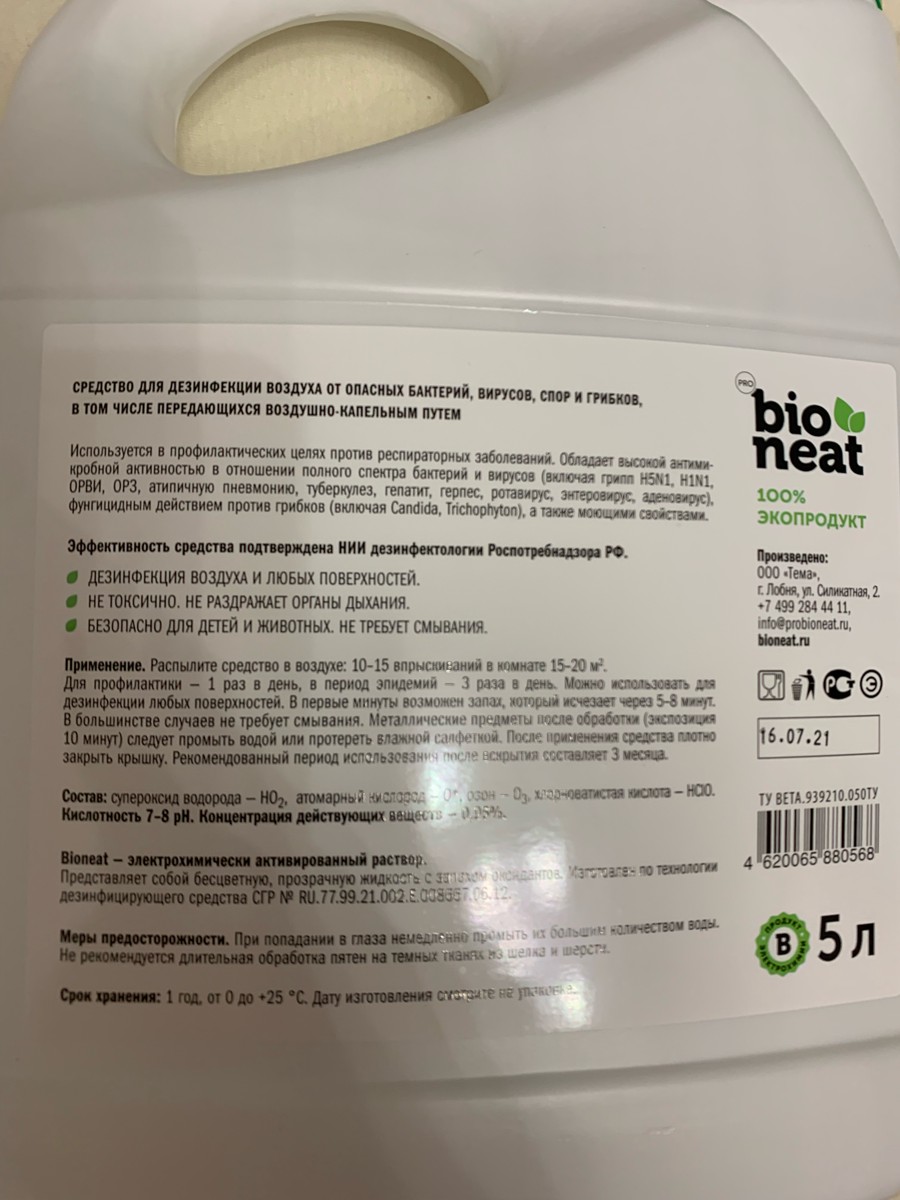 СРЕДСТВО ДЛЯ ДЕЗИНФЕКЦИИ ВОЗДУХА ОТ ОПАСНЫХ БАКТЕРИЙ, ВИРУСОВ, СПОР И ГРИБКОВ,
В ТОМ ЧИСЛЕ ПЕРЕДАЮЩИХСЯ ВОЗДУШНО-КАПЕЛЬНЫМ ПУТЕМ
Используется в профилактических целях против респираторных заболеваний. Обладает высокой антими-
кробной активностью в отношении полного спектра бактерий и вирусов (включая грипп H5N1, H1N1,
ОРВИ, ОРЗ, атипичную пневмонию, туберкулез, гепатит, герпес, ротавирус, энтеровирус, аденовирус),
фунгицидным действием против грибков (включая Candida, Trichophyton), а также моющими свойствами.
Эффективность средства подтверждена НИИ дезинфектологии Роспотребнадзора РФ.
ДЕЗИНФЕКЦИЯ ВОЗДУХА И ЛЮБЫХ ПОВЕРХНОСТЕЙ.
НЕ ТОКСИЧНО. НЕ РАЗДРАЖАЕТ ОРГАНЫ ДЫХАНИЯ.
БЕЗОПАСНО ДЛЯ ДЕТЕЙ И ЖИВОТНЫХ. НЕ ТРЕБУЕТ СМЫВАНИЯ.
Применение. Распылите средство в воздухе: 10–15 впрыскиваний в комнате 15–20 м².
Для профилактики — 1 раз в день, в период эпидемий — 3 раза в день. Можно использовать для
дезинфекции любых поверхностей. В первые минуты возможен запах, который исчезает через 5–8 минут.
В большинстве случаев не требует смывания. Металлические предметы после обработки (экспозиция
10 минут) следует промыть водой или протереть влажной салфеткой. После применения средства плотно
закрыть крышку. Рекомендованный период использования после вскрытия составляет 3 месяца.
Состав: супероксид водорода — HO₂, атомарный кислород — озон — O₃, хлорноватистая кислота — HClO.
Кислотность 7–8 pH. Концентрация действующих веществ — 0,05%.
Bioneat — электрохимически активированный раствор.
Представляет собой бесцветную, прозрачную жидкость с запахом оксидантов. Изготовлен по технологии
дезинфицирующего средства СГР № RU.77.99.21.002.
Меры предосторожности. При попадании в глаза немедленно промыть их большим количеством воды.
Не рекомендуется длительная обработка пятен на темных тканях из шелка и шерсти.
Срок хранения: 1 год, от 0 до +25 °C. Дату изготовления смотрите на упаковке.
PRO
bio
neat
100%
ЭКОПРОДУКТ
Произведено:
ООО «Тема»,
г. Лобня, ул. Силикатная, 2.
+7 499 284 44 11,
info@probioneat.ru,
bioneat.ru
РСТ Э
16.07.21
ТУ ВЕТА.939210.050ТУ
4 620065 880568
ПРОДУКТ
B
ЭЛЕКТРОХИМИИ
5 л